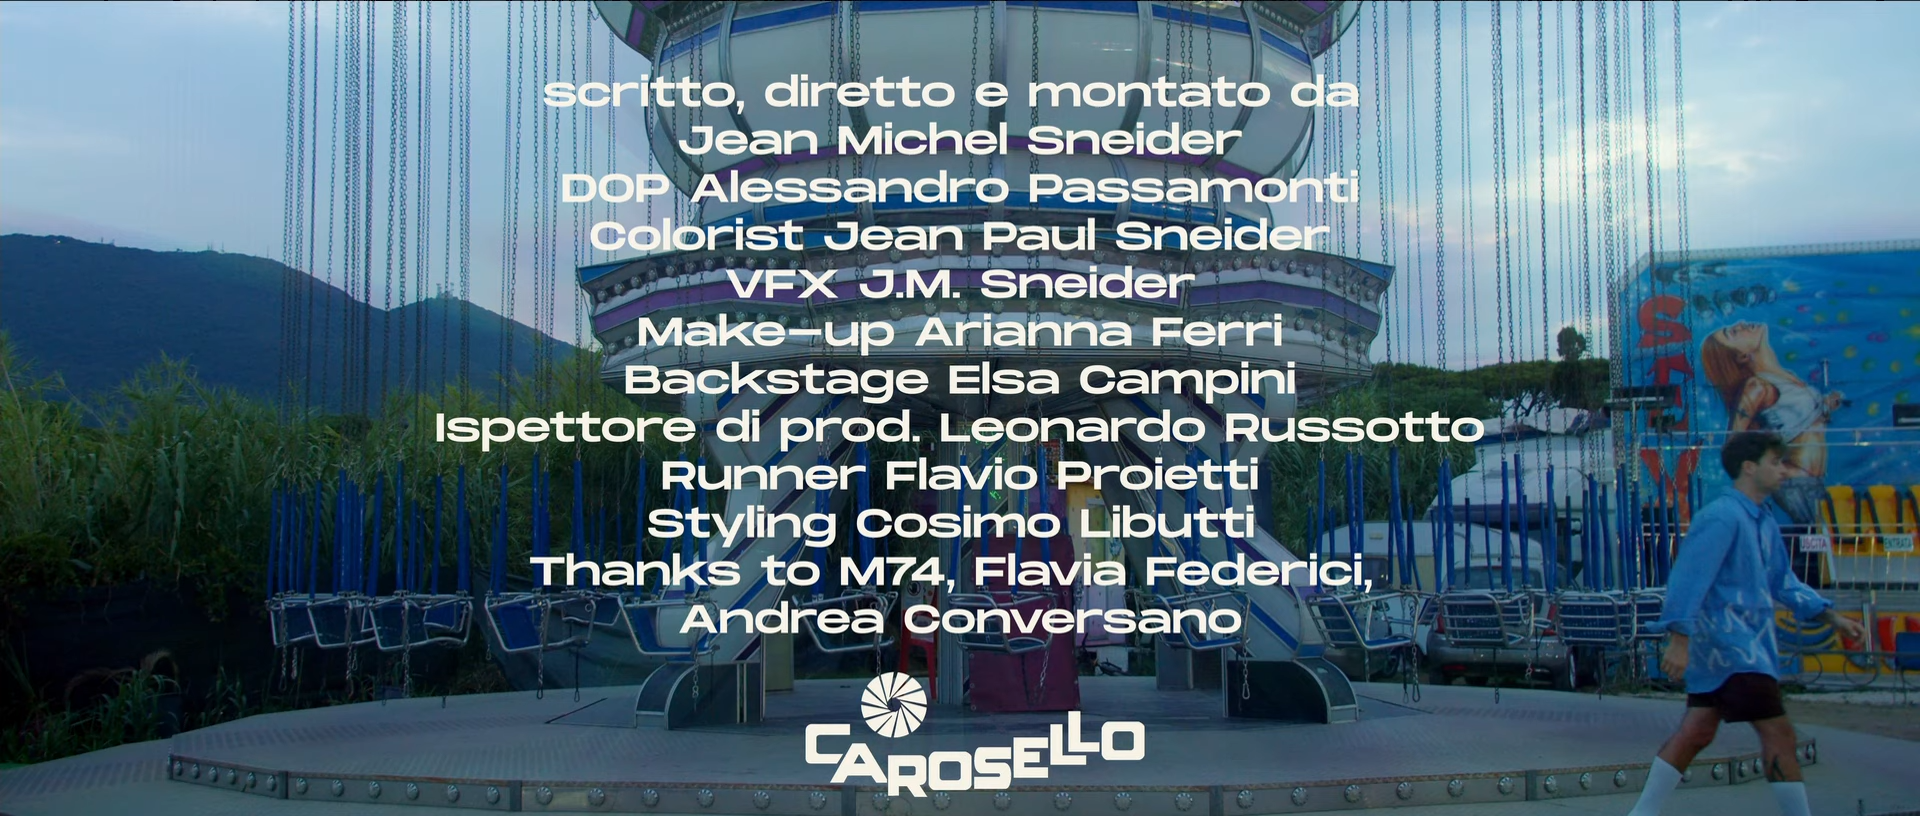 scritto, diretto e montato da
Jean Michel Sneider
DOP Alessandro Passamonti
Colorist Jean Paul Sneider
VFX J.M. Sneider
Make-up Arianna Ferri
Backstage Elsa Campini
Ispettore di prod. Leonardo Russotto
Runner Flavio Proietti
Styling Cosimo Libutti
Thanks to M74, Flavia Federici,
Andrea Conversano
CAROSELLO
USCITA
ENTRATA